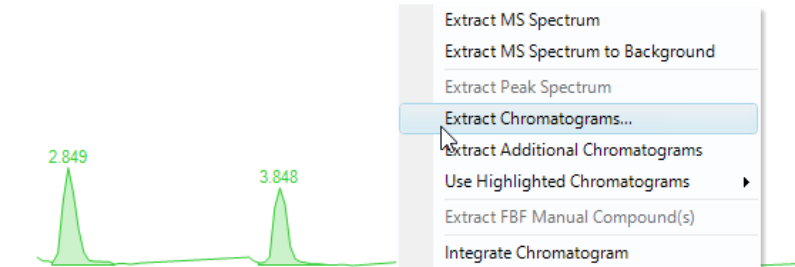 Extract MS Spectrum
Extract MS Spectrum to Background
Extract Peak Spectrum
Extract Chromatograms...
Extract Additional Chromatograms
Use Highlighted Chromatograms
Extract FBF Manual Compound(s)
Integrate Chromatogram
2.849
3.848